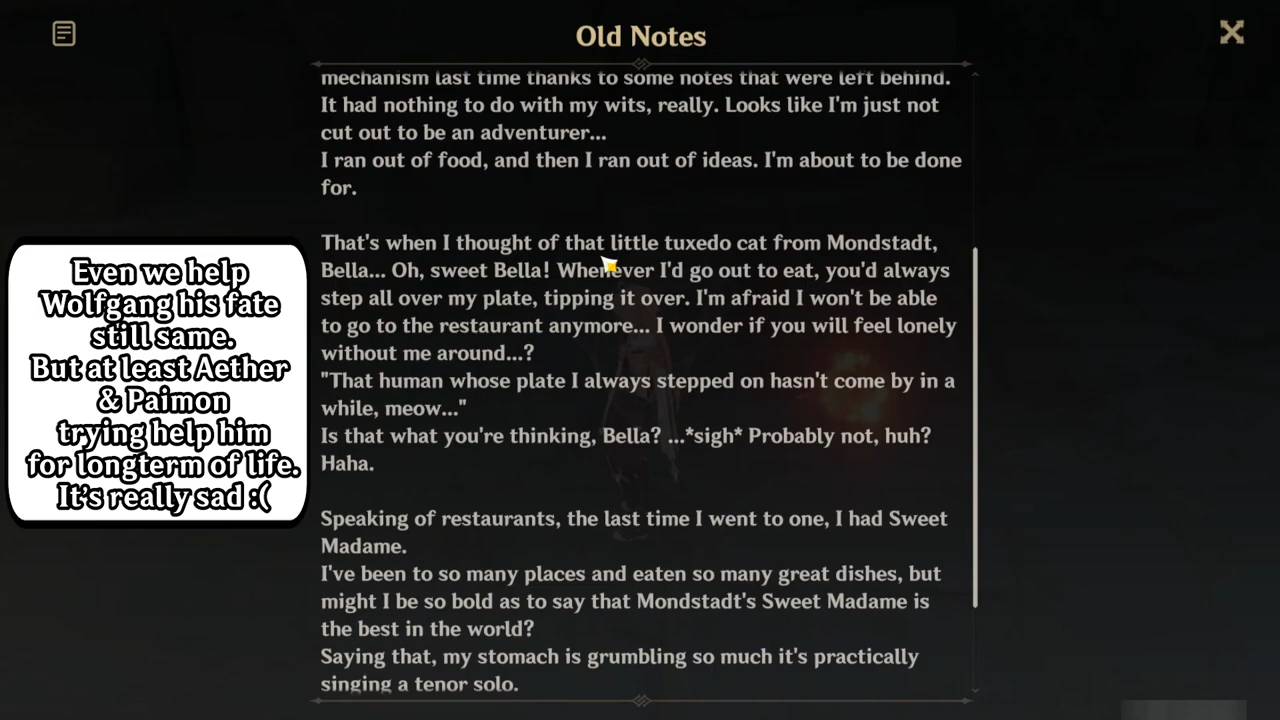 Old Notes
mechanism last time thanks to some notes that were left behind.
It had nothing to do with my wits, really. Looks like I'm just not
cut out to be an adventurer...
I ran out of food, and then I ran out of ideas. I'm about to be done
for.
That's when I thought of that little tuxedo cat from Mondstadt,
Bella... Oh, sweet Bella! Whenever I'd go out to eat, you'd always
step all over my plate, tipping it over. I'm afraid I won't be able
to go to the restaurant anymore... I wonder if you will feel lonely
without me around...?
"That human whose plate I always stepped on hasn't come by in a
while, meow..."
Is that what you're thinking, Bella? ...*sigh* Probably not, huh?
Haha.
Speaking of restaurants, the last time I went to one, I had Sweet
Madame.
I've been to so many places and eaten so many great dishes, but
might I be so bold as to say that Mondstadt's Sweet Madame is
the best in the world?
Saying that, my stomach is grumbling so much it's practically
singing a tenor solo.
Even we help
Wolfgang his fate
still same.
But at least Aether
& Paimon
trying help him
for longterm of life.
It's really sad :(